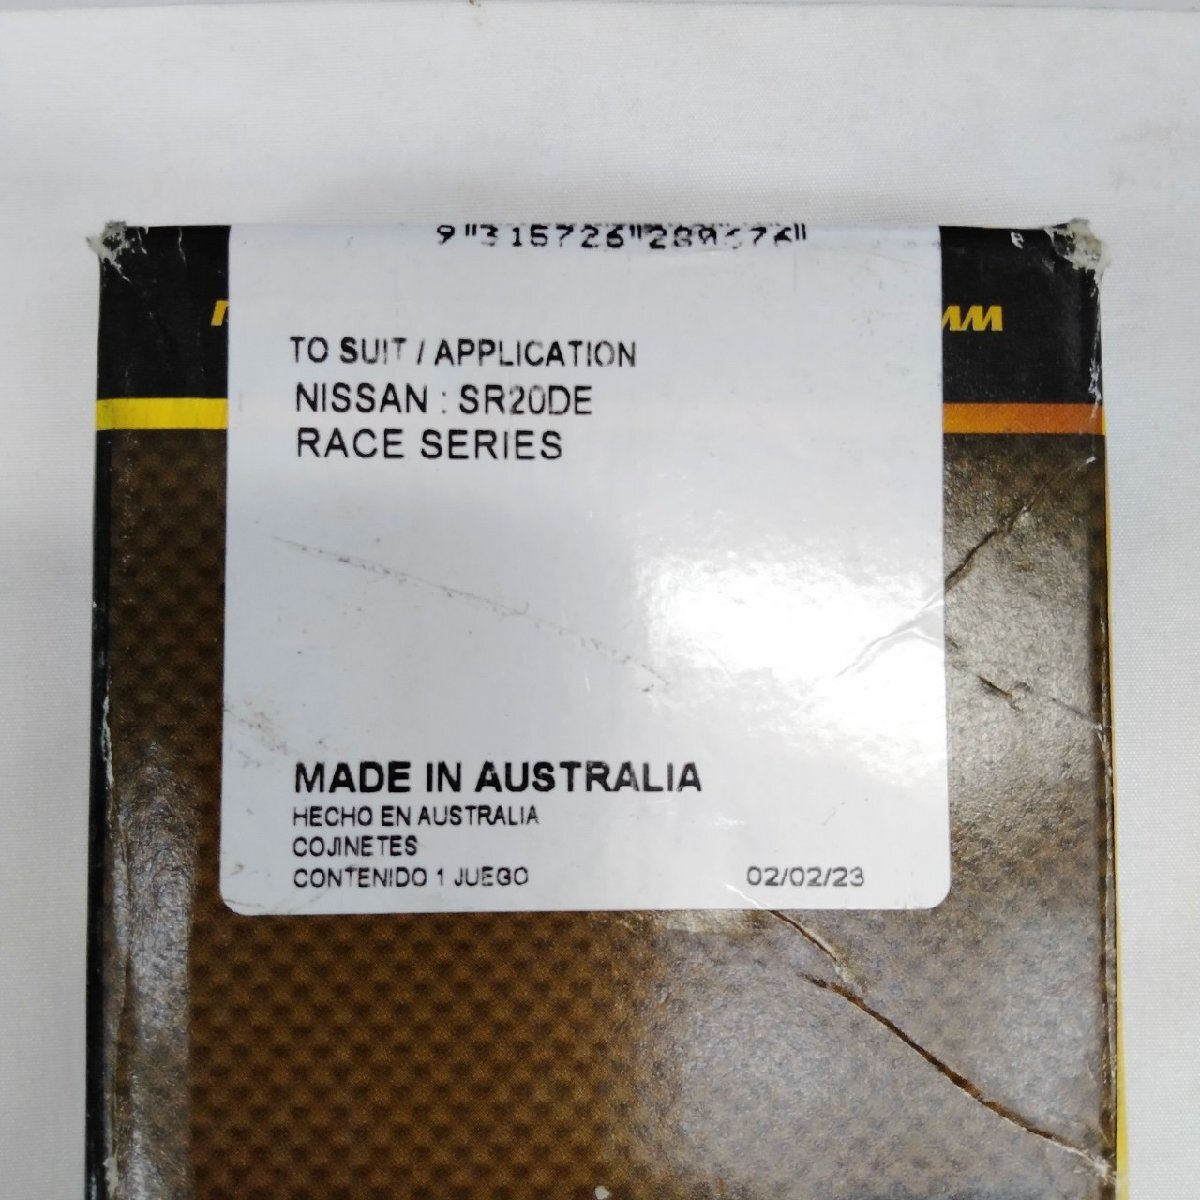 TO SUIT / APPLICATION
NISSAN : SR20DE
RACE SERIES
MADE IN AUSTRALIA
HECHO EN AUSTRALIA
COJINETES
CONTENIDO 1 JUEGO
02/02/23